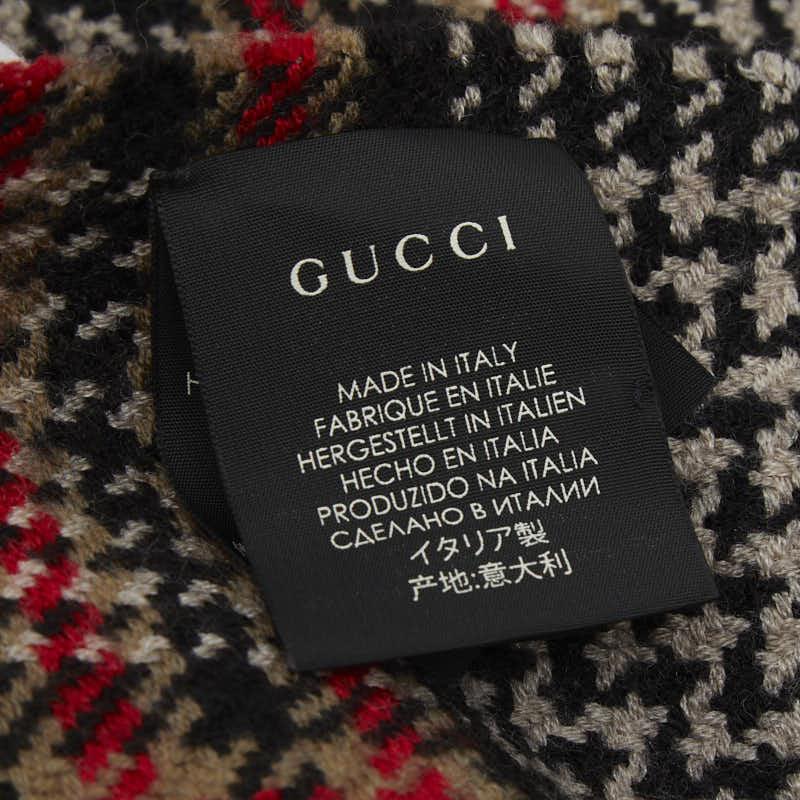 GUCCI
MADE IN ITALY
FABRIQUE EN ITALIE
HERGESTELLT IN ITALIEN
HECHO EN ITALIA
PRODUZIDO NA ITALIA
СДЕЛАНО В ИТАЛИИ
イタリア製
产地:意大利